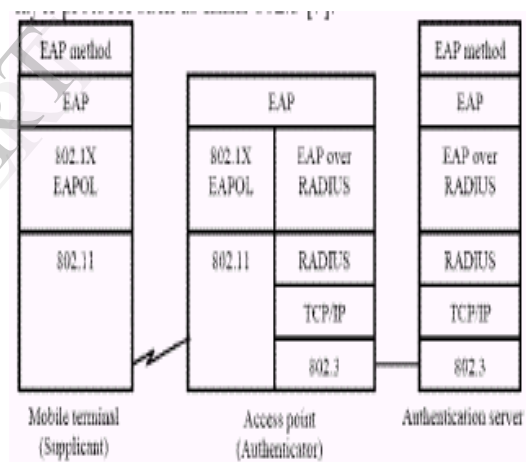 EAP method
EAP
802.1X
EAPOL
802.11
Mobile terminal
(Supplicant)
EAP
802.1X
EAPOL
802.11
EAP over
RADIUS
RADIUS
TCP/IP
802.3
Access point
(Authenticator)
EAP method
EAP
EAP over
RADIUS
RADIUS
TCP/IP
802.3
Authentication server